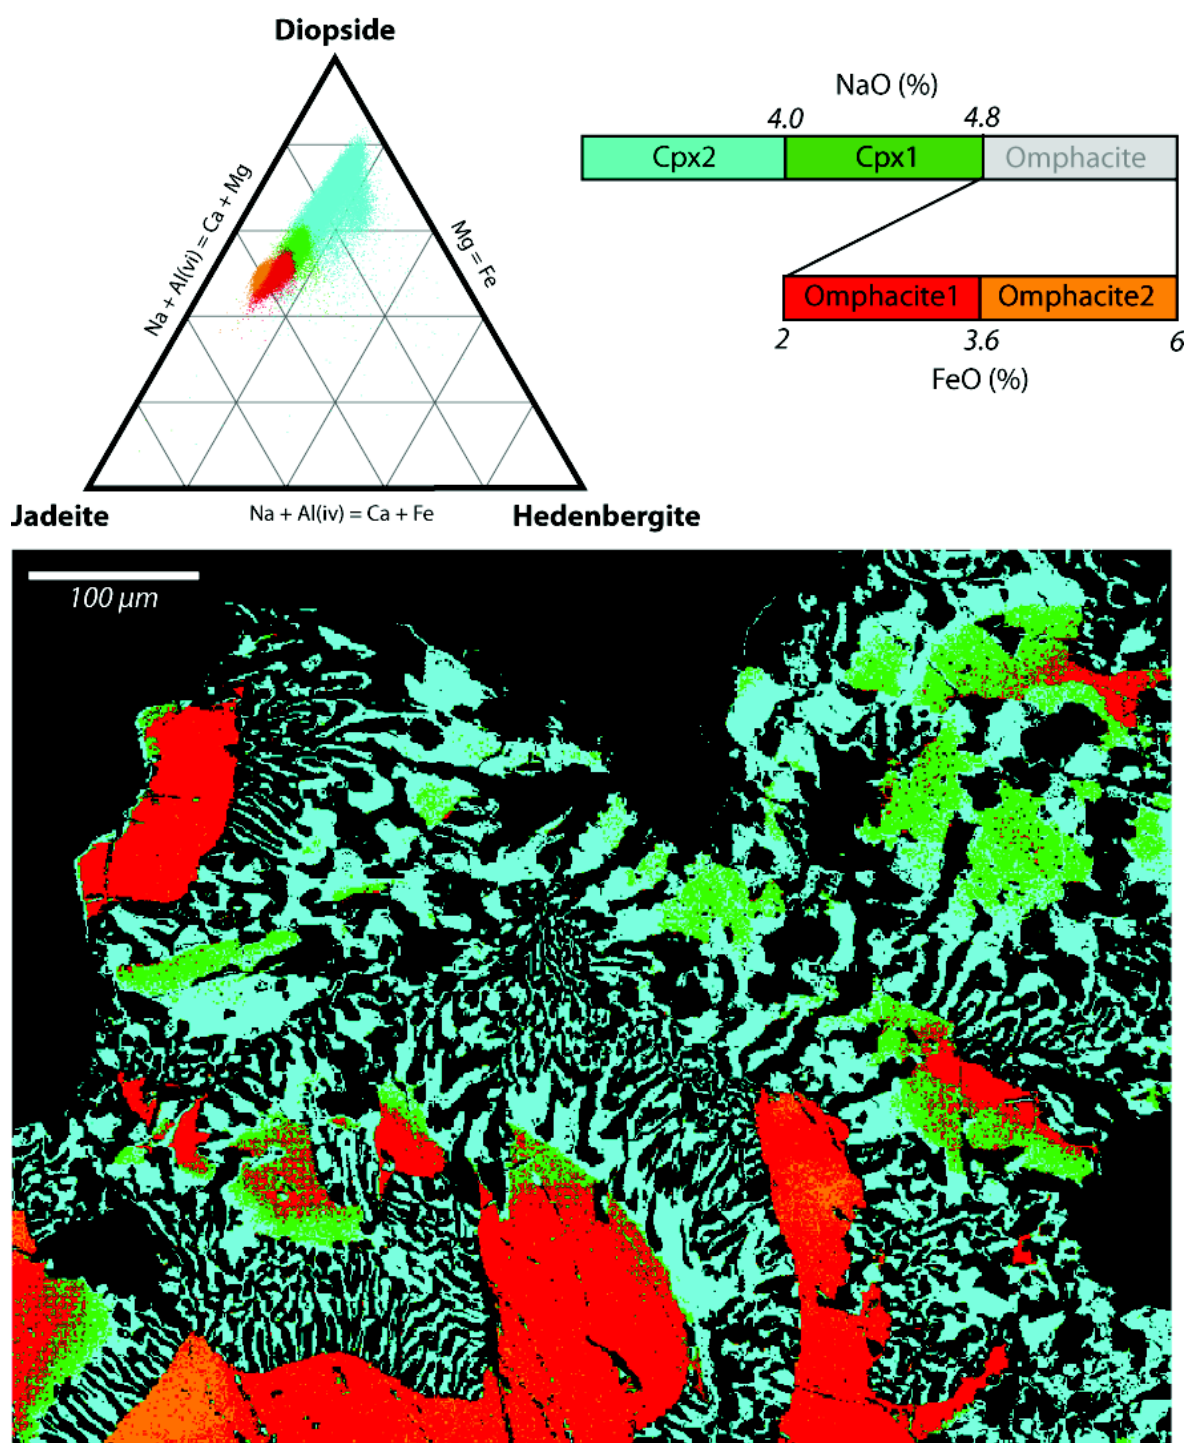 Diopside
Na + Al(vi) = Ca + Mg
Mg = Fe
Jadeite
Na + Al(iv) = Ca + Fe
Hedenbergite
NaO (%)
4.0
4.8
Cpx2
Cpx1
Omphacite
Omphacite1
Omphacite2
2
3.6
6
FeO (%)
100 µm